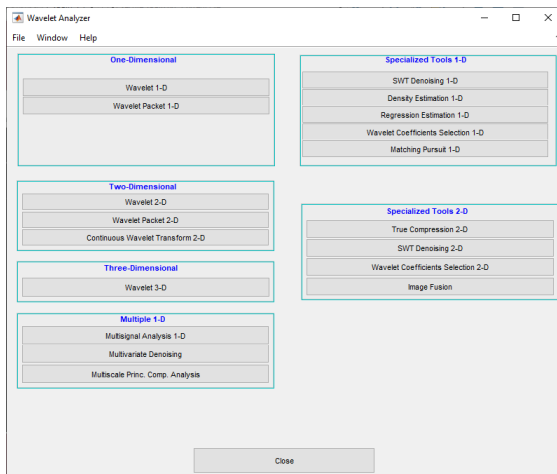 Wavelet Analyzer
File Window Help
One-Dimensional
Wavelet 1-D
Wavelet Packet 1-D
Two-Dimensional
Wavelet 2-D
Wavelet Packet 2-D
Continuous Wavelet Transform 2-D
Three-Dimensional
Wavelet 3-D
Multiple 1-D
Multisignal Analysis 1-D
Multivariate Denoising
Multiscale Princ. Comp. Analysis
Specialized Tools 1-D
SWT Denoising 1-D
Density Estimation 1-D
Regression Estimation 1-D
Wavelet Coefficients Selection 1-D
Matching Pursuit 1-D
Specialized Tools 2-D
True Compression 2-D
SWT Denoising 2-D
Wavelet Coefficients Selection 2-D
Image Fusion
Close